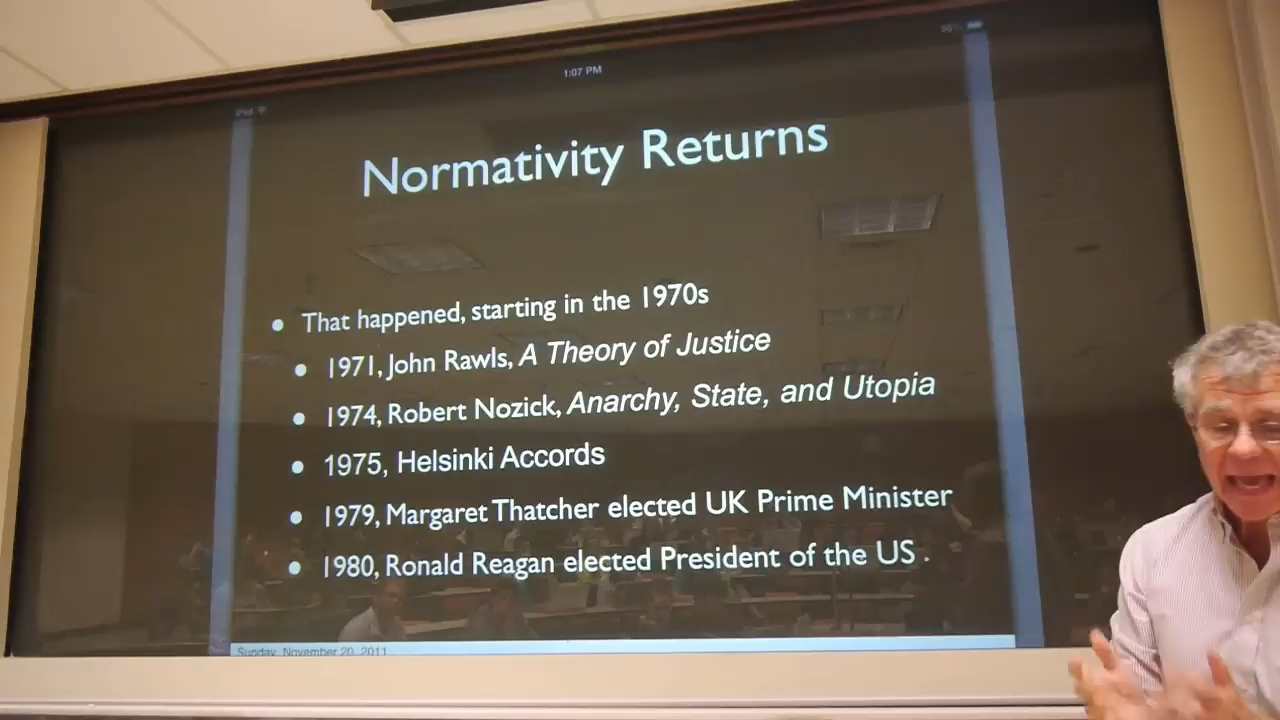 iPad
1:07 PM
95%
Normativity Returns
• That happened, starting in the 1970s
• 1971, John Rawls, A Theory of Justice
• 1974, Robert Nozick, Anarchy, State, and Utopia
• 1975, Helsinki Accords
• 1979, Margaret Thatcher elected UK Prime Minister
• 1980, Ronald Reagan elected President of the US .
Sunday, November 20, 2011